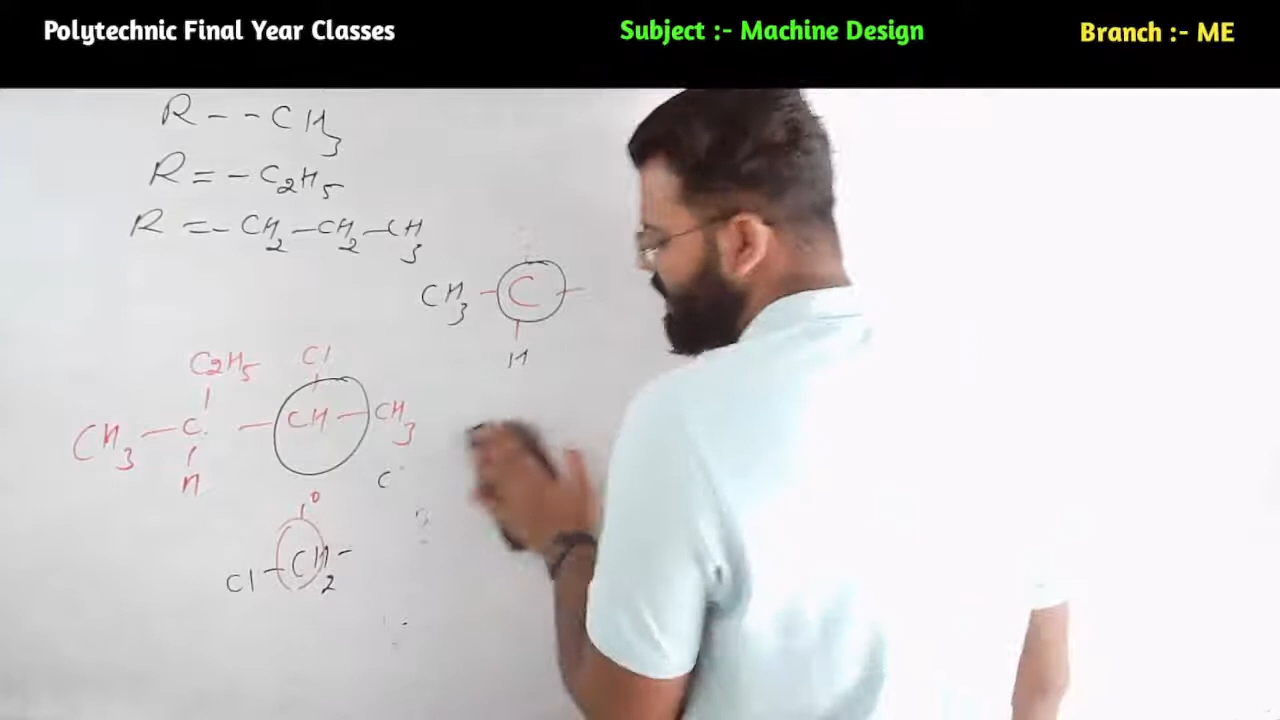 Polytechnic Final Year Classes
Subject :- Machine Design
Branch :- ME
R - - CH3
R = - C2H5
R = - CH2 - CH2 - CH3
CH3 - C -
H
C2H5 Cl
CH3 - C - CH - CH3
H
C
Cl - CH2 -